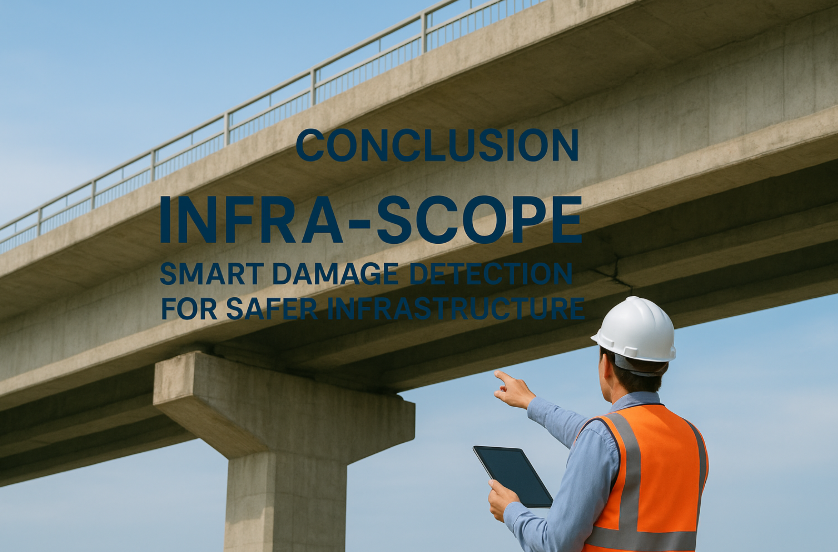 CONCLUSION
INFRA-SCOPE
SMART DAMAGE DETECTION
FOR SAFER INFRASTRUCTURE